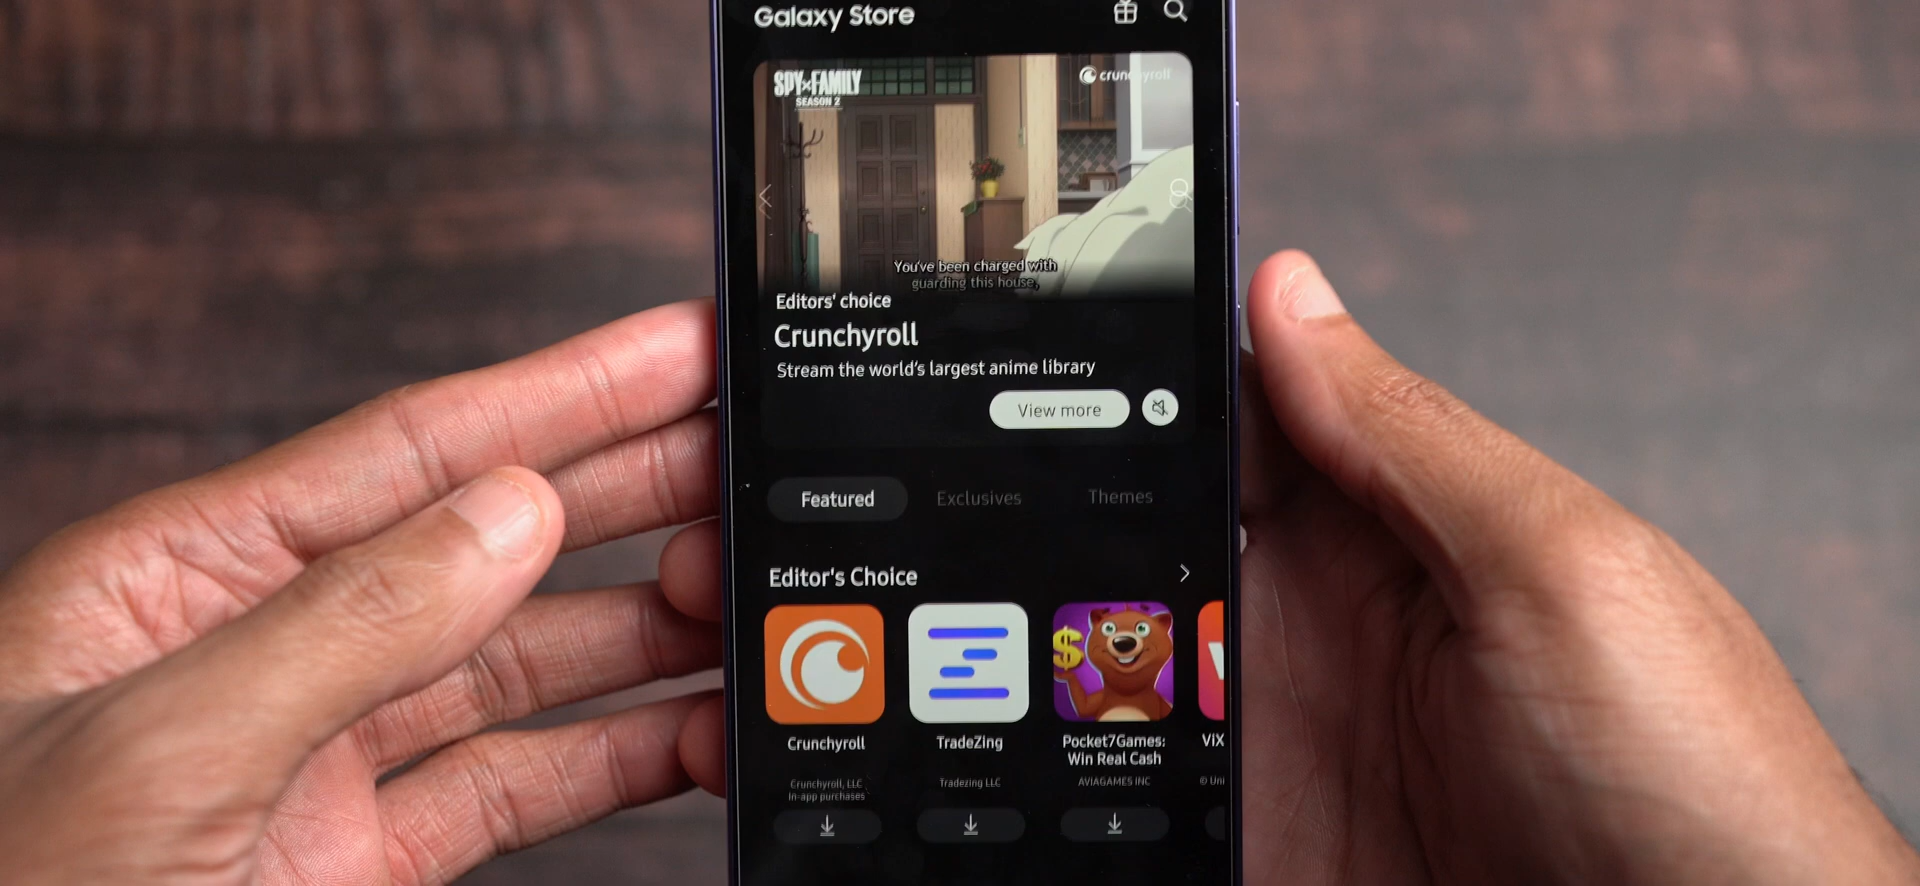 Galaxy Store
SPY×FAMILY
SEASON 2
crunchyroll
You've been charged with
guarding this house,
Editors' choice
Crunchyroll
Stream the world's largest anime library
View more
Featured
Exclusives
Themes
Editor's Choice
$
Crunchyroll
TradeZing
Pocket7Games:
Win Real Cash
VIX
Crunchyroll, LLC
In-app purchases
Tradezing LLC
AVIAGAMES INC
© Uni